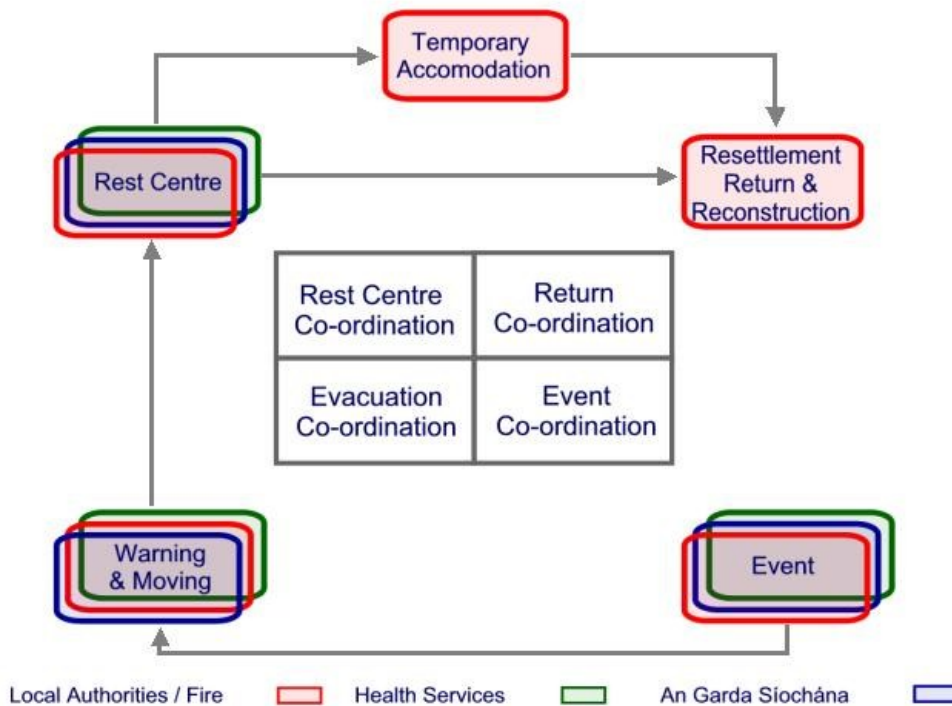 Temporary
Accomodation
Rest Centre
Resettlement
Return &
Reconstruction
Rest Centre
Co-ordination
Return
Co-ordination
Evacuation
Co-ordination
Event
Co-ordination
Warning
& Moving
Event
Local Authorities / Fire
Health Services
An Garda Síochána